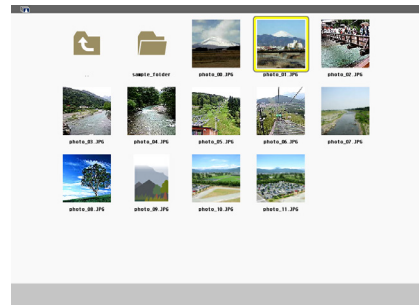 ..
sample_folder
photo_00.JPG
photo_01.JPG
photo_02.JPG
photo_03.JPG
photo_04.JPG
photo_05.JPG
photo_06.JPG
photo_07.JPG
photo_08.JPG
photo_09.JPG
photo_10.JPG
photo_11.JPG